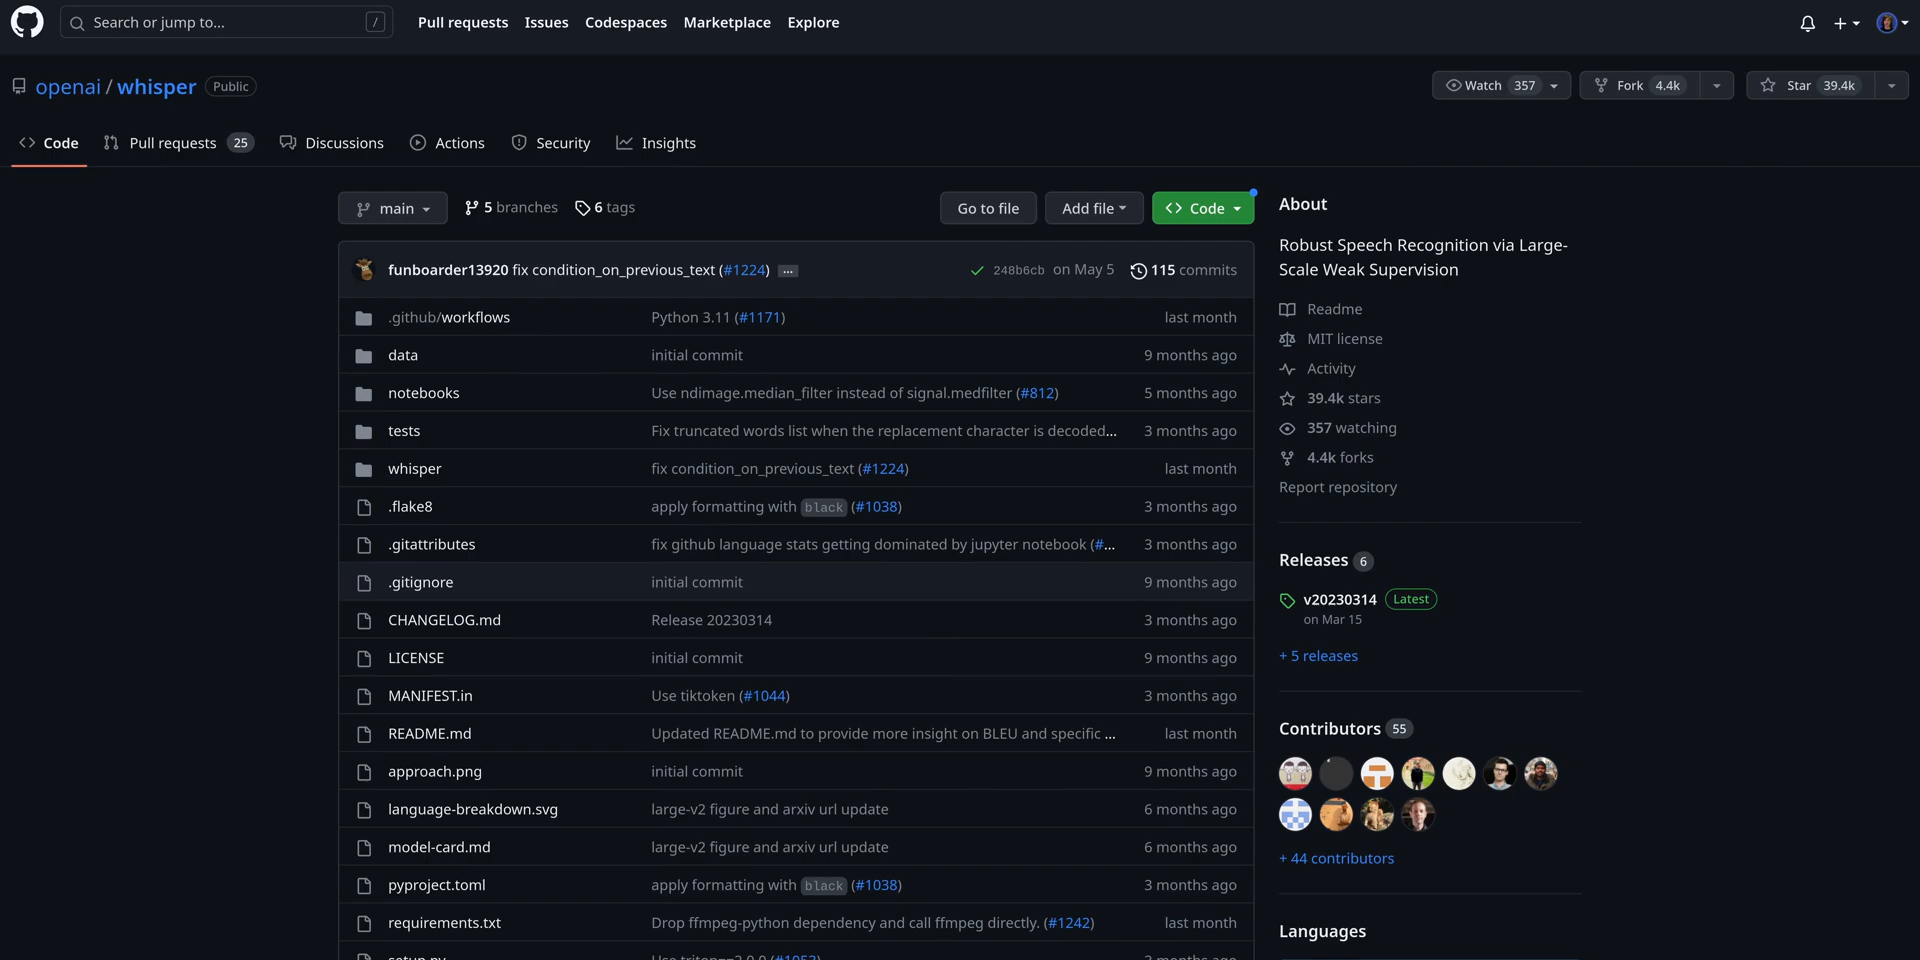 Search or jump to... /
Pull requests Issues Codespaces Marketplace Explore
openai / whisper Public
Watch 357 Fork 4.4k Star 39.4k
Code Pull requests 25 Discussions Actions Security Insights
main 5 branches 6 tags Go to file Add file Code
funboarder13920 fix condition_on_previous_text (#1224) ... 248b6cb on May 5 115 commits
.github/workflows Python 3.11 (#1171) last month
data initial commit 9 months ago
notebooks Use ndimage.median_filter instead of signal.medfilter (#812) 5 months ago
tests Fix truncated words list when the replacement character is decoded... 3 months ago
whisper fix condition_on_previous_text (#1224) last month
.flake8 apply formatting with black (#1038) 3 months ago
.gitattributes fix github language stats getting dominated by jupyter notebook (#... 3 months ago
.gitignore initial commit 9 months ago
CHANGELOG.md Release 20230314 3 months ago
LICENSE initial commit 9 months ago
MANIFEST.in Use tiktoken (#1044) 3 months ago
README.md Updated README.md to provide more insight on BLEU and specific ... last month
approach.png initial commit 9 months ago
language-breakdown.svg large-v2 figure and arxiv url update 6 months ago
model-card.md large-v2 figure and arxiv url update 6 months ago
pyproject.toml apply formatting with black (#1038) 3 months ago
requirements.txt Drop ffmpeg-python dependency and call ffmpeg directly. (#1242) last month
About
Robust Speech Recognition via Large-
Scale Weak Supervision
Readme
MIT license
Activity
39.4k stars
357 watching
4.4k forks
Report repository
Releases 6
v20230314 Latest
on Mar 15
+ 5 releases
Contributors 55
+ 44 contributors
Languages